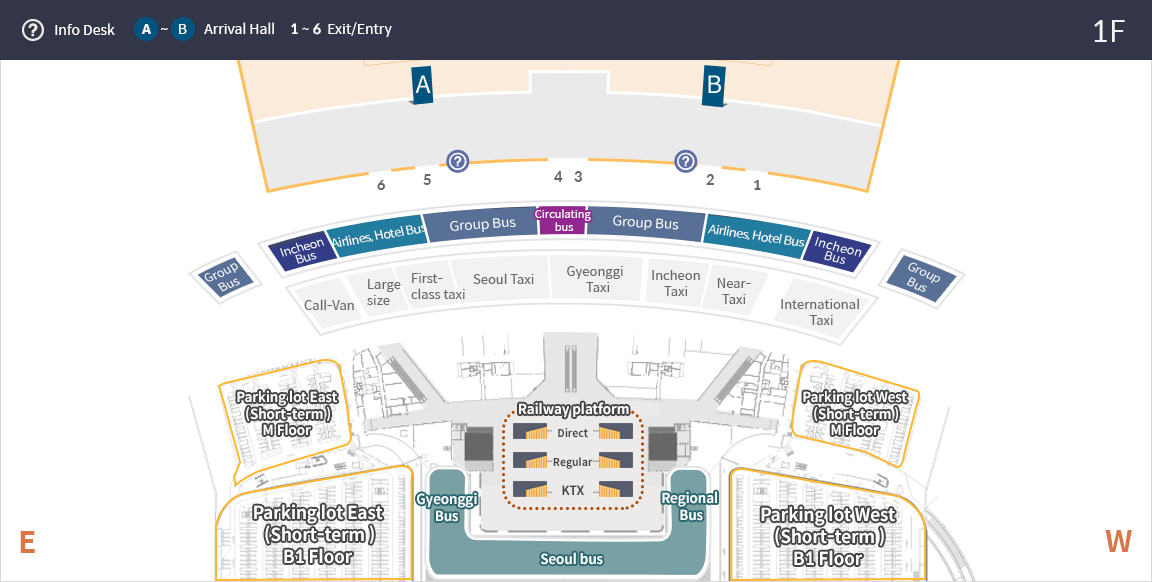 ? Info Desk A ~ B Arrival Hall 1 ~ 6 Exit/Entry 1F
A B
? ?
6 5 4 3 2 1
Incheon
Bus
Airlines, Hotel Bus
Group Bus
Circulating
bus
Group Bus
Airlines, Hotel Bus
Incheon
Bus
Group
Bus
Group
Bus
Call-Van
Large
size
First-
class taxi
Seoul Taxi
Gyeonggi
Taxi
Incheon
Taxi
Near-
Taxi
International
Taxi
Parking lot East
(Short-term )
M Floor
Parking lot West
(Short-term )
M Floor
Railway platform
Direct
Regular
KTX
Gyeonggi
Bus
Regional
Bus
Seoul bus
Parking lot East
(Short-term )
B1 Floor
Parking lot West
(Short-term )
B1 Floor
E W